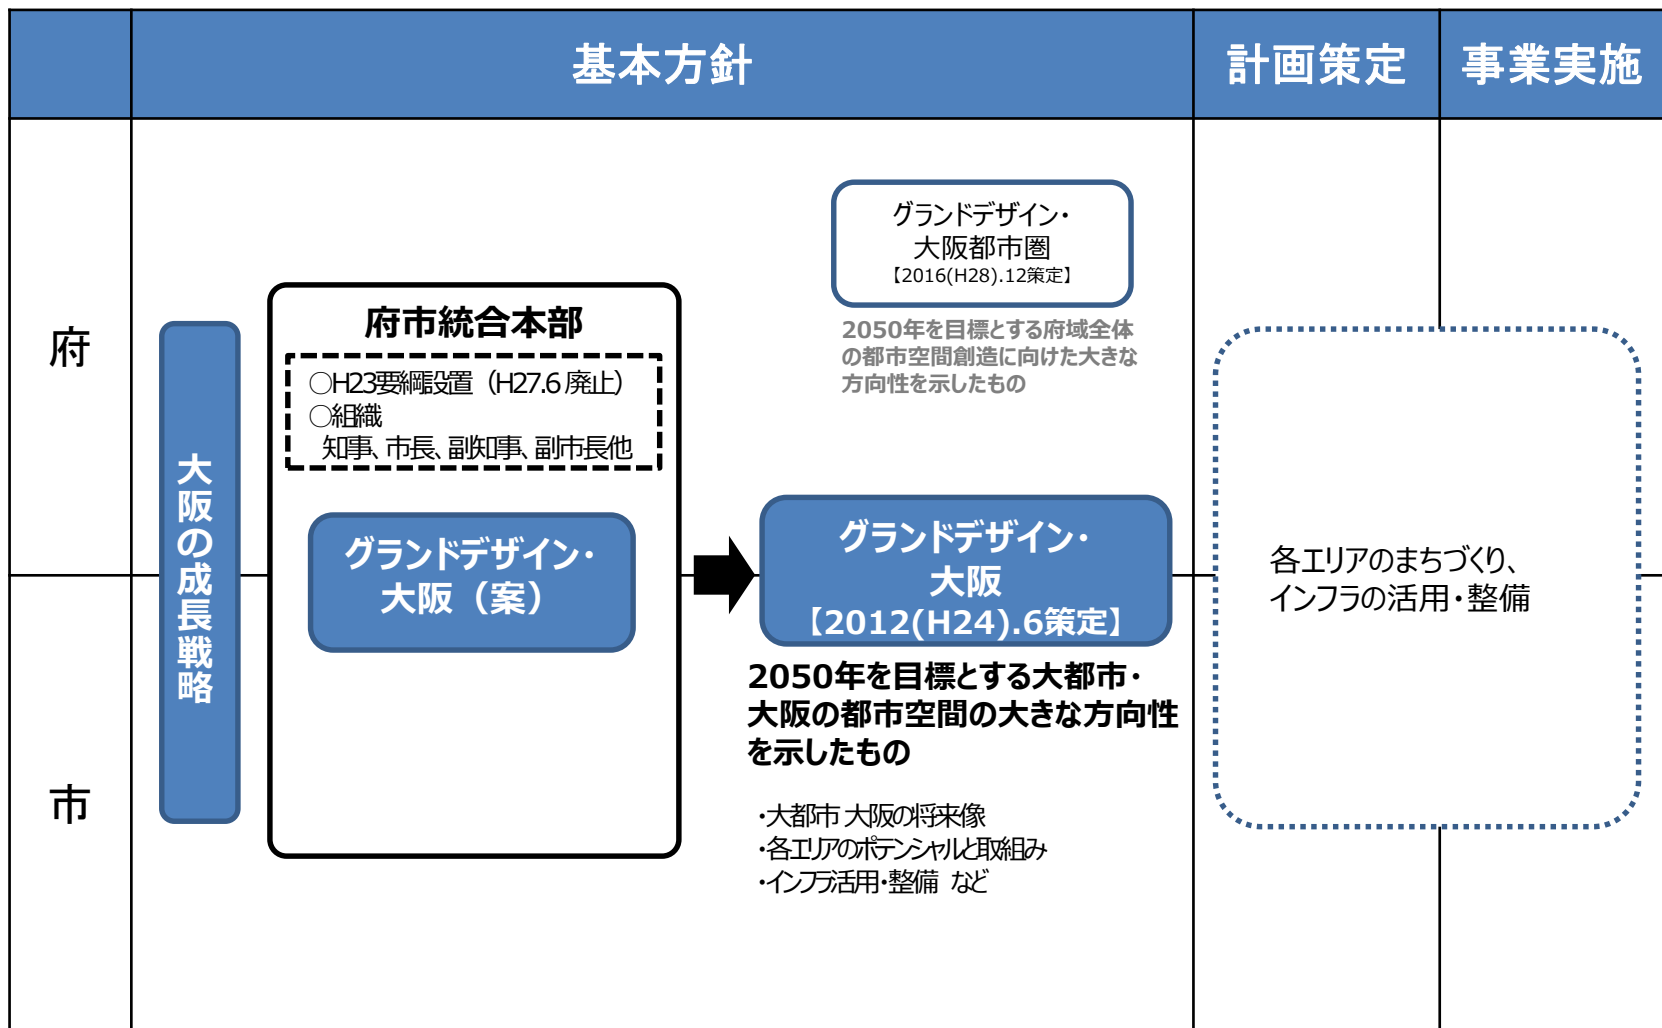 基本方針
計画策定
事業実施
府
市
大阪の成長戦略
府市統合本部
○H23要綱設置（H27.6 廃止）
○組織
知事、市長、副知事、副市長他
グランドデザイン・
大阪（案）
グランドデザイン・
大阪都市圏
【2016(H28).12策定】
2050年を目標とする府域全体
の都市空間創造に向けた大きな
方向性を示したもの
グランドデザイン・
大阪
【2012(H24).6策定】
2050年を目標とする大都市・
大阪の都市空間の大きな方向性
を示したもの
・大都市 大阪の将来像
・各エリアのポテンシャルと取組み
・インフラ活用・整備 など
各エリアのまちづくり、
インフラの活用・整備